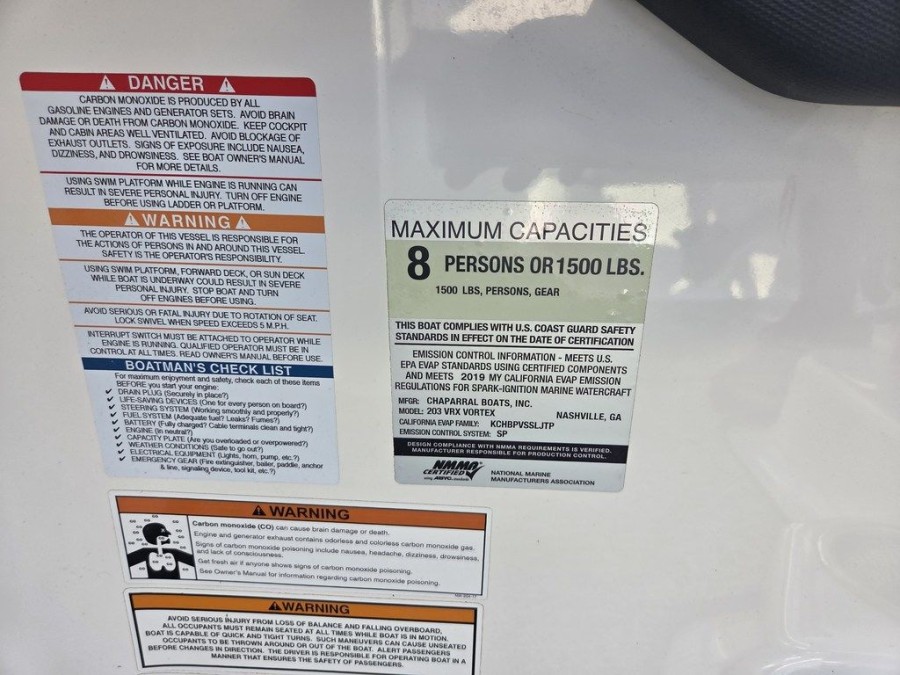 DANGER
CARBON MONOXIDE IS PRODUCED BY ALL
GASOLINE ENGINES AND GENERATOR SETS. AVOID BRAIN
DAMAGE OR DEATH FROM CARBON MONOXIDE. KEEP COCKPIT
AND CABIN AREAS WELL VENTILATED. AVOID BLOCKAGE OF
EXHAUST OUTLETS. SIGNS OF EXPOSURE INCLUDE NAUSEA,
DIZZINESS, AND DROWSINESS. SEE BOAT OWNER'S MANUAL
FOR MORE DETAILS.
USING SWIM PLATFORM WHILE ENGINE IS RUNNING CAN
RESULT IN SEVERE PERSONAL INJURY. TURN OFF ENGINE
BEFORE USING LADDER OR PLATFORM.
WARNING
THE OPERATOR OF THIS VESSEL IS RESPONSIBLE FOR
THE ACTIONS OF PERSONS IN AND AROUND THIS VESSEL.
SAFETY IS THE OPERATOR'S RESPONSIBILITY.
USING SWIM PLATFORM, FORWARD DECK, OR SUN DECK
WHILE BOAT IS UNDERWAY COULD RESULT IN SEVERE
PERSONAL INJURY. STOP BOAT AND TURN
OFF ENGINES BEFORE USING.
AVOID SERIOUS OR FATAL INJURY DUE TO ROTATION OF SEAT.
LOCK SWIVEL WHEN SPEED EXCEEDS 5 M.P.H.
INTERRUPT SWITCH MUST BE ATTACHED TO OPERATOR WHILE
ENGINE IS RUNNING. QUALIFIED OPERATOR MUST BE IN
CONTROL AT ALL TIMES. READ OWNER'S MANUAL BEFORE USE.
BOATMAN'S CHECK LIST
For maximum enjoyment and safety, check each of these items
BEFORE you start your engine:
✓ DRAIN PLUG (Securely in place?)
✓ LIFE-SAVING DEVICES (One for every person on board?)
✓ STEERING SYSTEM (Working smoothly and properly?)
✓ FUEL SYSTEM (Adequate fuel? Leaks? Fumes?)
✓ BATTERY (Fully charged? Cable terminals clean and tight?)
✓ ENGINE (In neutral?)
✓ CAPACITY PLATE (Are you overloaded or overpowered?)
✓ WEATHER CONDITIONS (Safe to go out?)
✓ ELECTRICAL EQUIPMENT (Lights, horn, pump, etc.?)
✓ EMERGENCY GEAR (Fire extinguisher, bailer, paddle, anchor
& line, signaling device, tool kit, etc.?)
MAXIMUM CAPACITIES
8 PERSONS OR 1500 LBS.
1500 LBS, PERSONS, GEAR
THIS BOAT COMPLIES WITH U.S. COAST GUARD SAFETY
STANDARDS IN EFFECT ON THE DATE OF CERTIFICATION
EMISSION CONTROL INFORMATION - MEETS U.S.
EPA EVAP STANDARDS USING CERTIFIED COMPONENTS
AND MEETS 2019 MY CALIFORNIA EVAP EMISSION
REGULATIONS FOR SPARK-IGNITION MARINE WATERCRAFT
MFGR: CHAPARRAL BOATS, INC.
MODEL: 203 VRX VORTEX NASHVILLE, GA
CALIFORNIA EVAP FAMILY: KCHBPVSSLJTP
EMISSION CONTROL SYSTEM: SP
DESIGN COMPLIANCE WITH NMMA REQUIREMENTS IS VERIFIED.
MANUFACTURER RESPONSIBLE FOR PRODUCTION CONTROL.
NMMA
CERTIFIED
using ABYC standards
NATIONAL MARINE
MANUFACTURERS ASSOCIATION
WARNING
Carbon monoxide (CO) can cause brain damage or death.
Engine and generator exhaust contains odorless and colorless carbon monoxide gas.
Signs of carbon monoxide poisoning include nausea, headache, dizziness, drowsiness,
and lack of consciousness.
Get fresh air if anyone shows signs of carbon monoxide poisoning.
See Owner's Manual for information regarding carbon monoxide poisoning.
WARNING
AVOID SERIOUS INJURY FROM LOSS OF BALANCE AND FALLING OVERBOARD,
ALL OCCUPANTS MUST REMAIN SEATED AT ALL TIMES WHILE BOAT IS IN MOTION.
BOAT IS CAPABLE OF QUICK AND TIGHT TURNS. SUCH MANEUVERS CAN CAUSE UNSEATED
OCCUPANTS TO BE THROWN AROUND OR OUT OF THE BOAT. ALERT PASSENGERS
BEFORE CHANGES IN DIRECTION. THE DRIVER IS RESPONSIBLE FOR OPERATING BOAT IN A
MANNER THAT ENSURES THE SAFETY OF PASSENGERS.